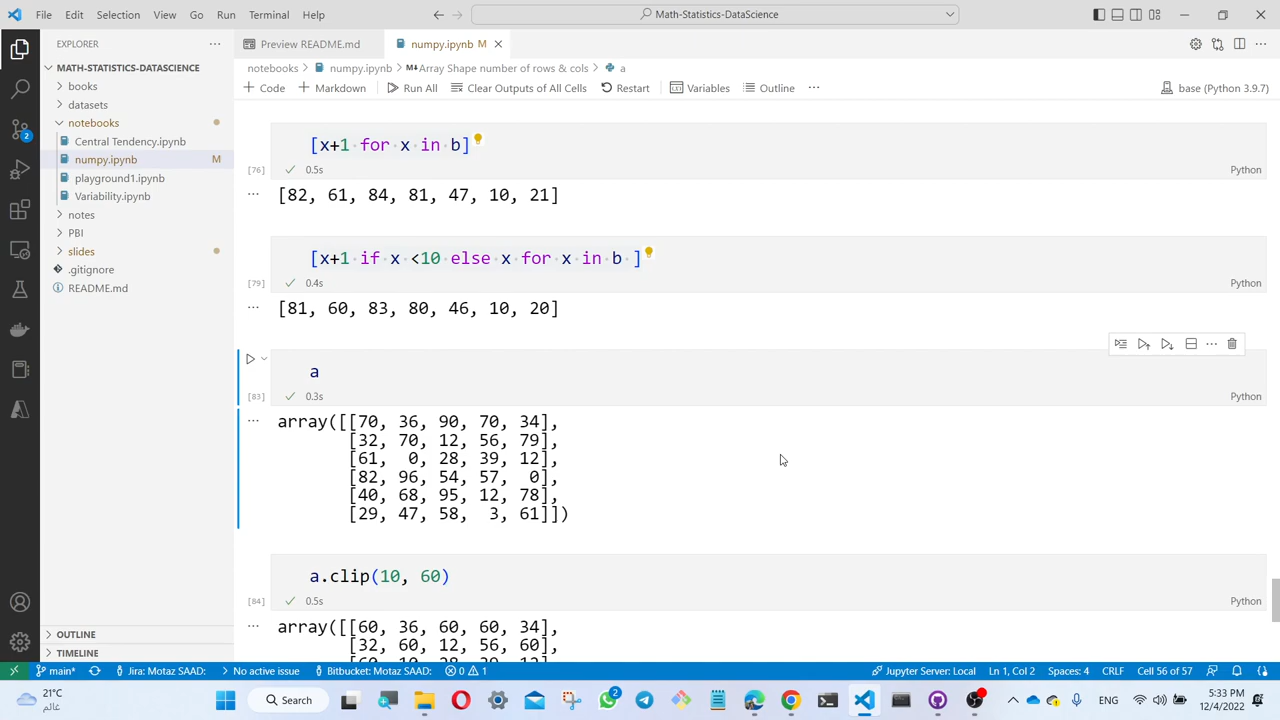 File Edit Selection View Go Run Terminal Help
Math-Statistics-DataScience
EXPLORER
Preview README.md
numpy.ipynb M
MATH-STATISTICS-DATASCIENCE
books
datasets
notebooks
Central Tendency.ipynb
numpy.ipynb M
playground1.ipynb
Variability.ipynb
notes
PBI
slides
.gitignore
README.md
OUTLINE
TIMELINE
notebooks > numpy.ipynb > M↓Array Shape number of rows & cols > a
+ Code + Markdown Run All Clear Outputs of All Cells Restart Variables Outline ... base (Python 3.9.7)
[x+1 for x in b]
[76] 0.5s Python
[82, 61, 84, 81, 47, 10, 21]
[x+1 if x <10 else x for x in b ]
[79] 0.4s Python
[81, 60, 83, 80, 46, 10, 20]
a
[83] 0.3s Python
array([[70, 36, 90, 70, 34],
[32, 70, 12, 56, 79],
[61, 0, 28, 39, 12],
[82, 96, 54, 57, 0],
[40, 68, 95, 12, 78],
[29, 47, 58, 3, 61]])
a.clip(10, 60)
[84] 0.5s Python
array([[60, 36, 60, 60, 34],
[32, 60, 12, 56, 60],
[60, 10, 28, 39, 12],
main* Jira: Motaz SAAD: No active issue Bitbucket: Motaz SAAD: 0 1 Jupyter Server: Local Ln 1, Col 2 Spaces: 4 CRLF Cell 56 of 57
21°C
غائم
Search
2
2
ENG
5:33 PM
12/4/2022